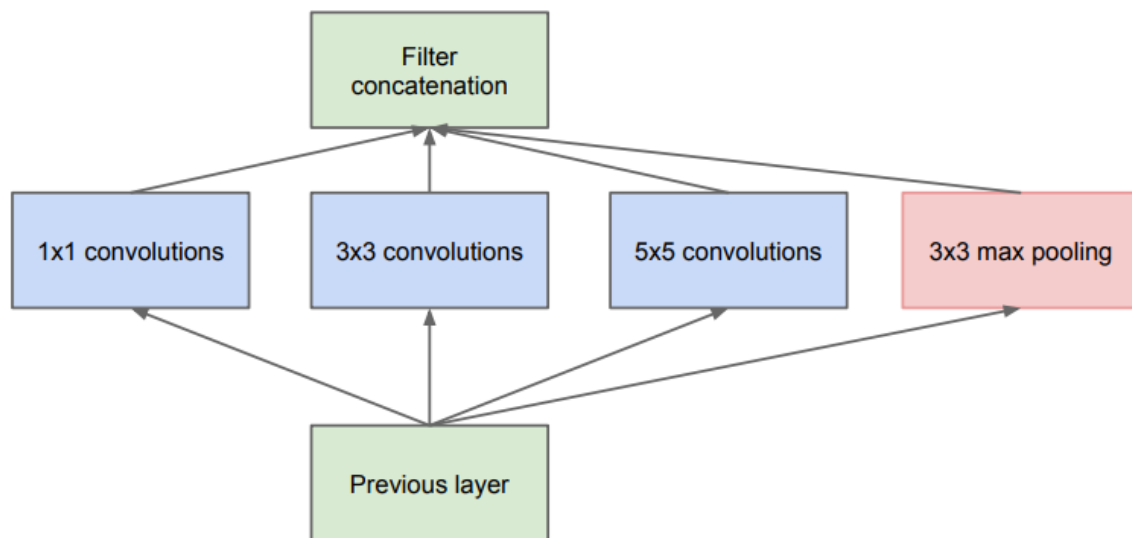 Filter
concatenation
1x1 convolutions
3x3 convolutions
5x5 convolutions
3x3 max pooling
Previous layer